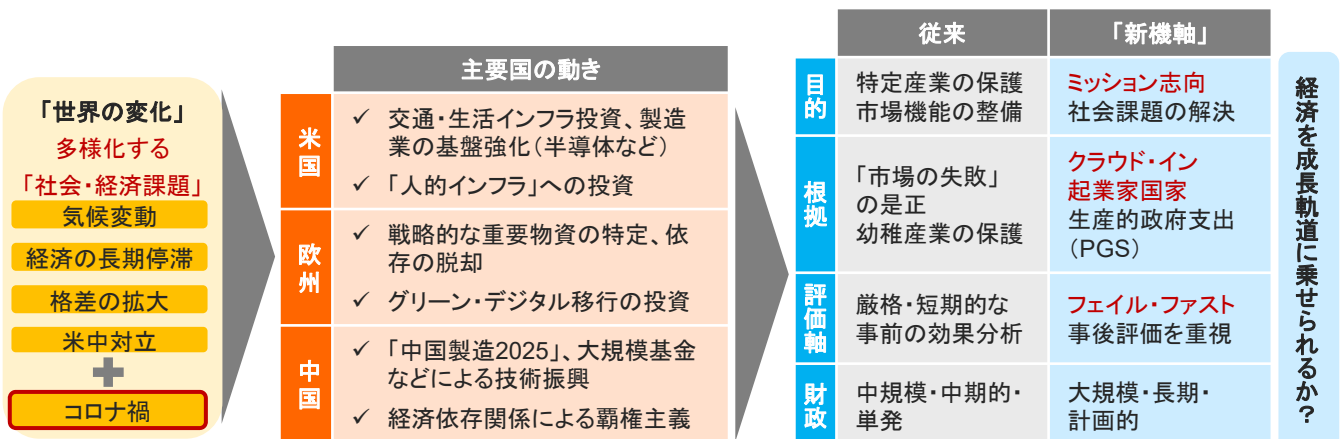 「世界の変化」
多様化する
「社会・経済課題」
気候変動
経済の長期停滞
格差の拡大
米中対立
コロナ禍
主要国の動き
米国
✓ 交通・生活インフラ投資、製造
業の基盤強化(半導体など)
✓ 「人的インフラ」への投資
欧州
✓ 戦略的な重要物資の特定、依
存の脱却
✓ グリーン・デジタル移行の投資
中国
✓ 「中国製造2025」、大規模基金
などによる技術振興
✓ 経済依存関係による覇権主義
従来
「新機軸」
目的
特定産業の保護
市場機能の整備
ミッション志向
社会課題の解決
根拠
「市場の失敗」
の是正
幼稚産業の保護
クラウド・イン
起業家国家
生産的政府支出
(PGS)
評価軸
厳格・短期的な
事前の効果分析
フェイル・ファスト
事後評価を重視
財政
中規模・中期的・
単発
大規模・長期・
計画的
経済を成長軌道に乗せられるか?